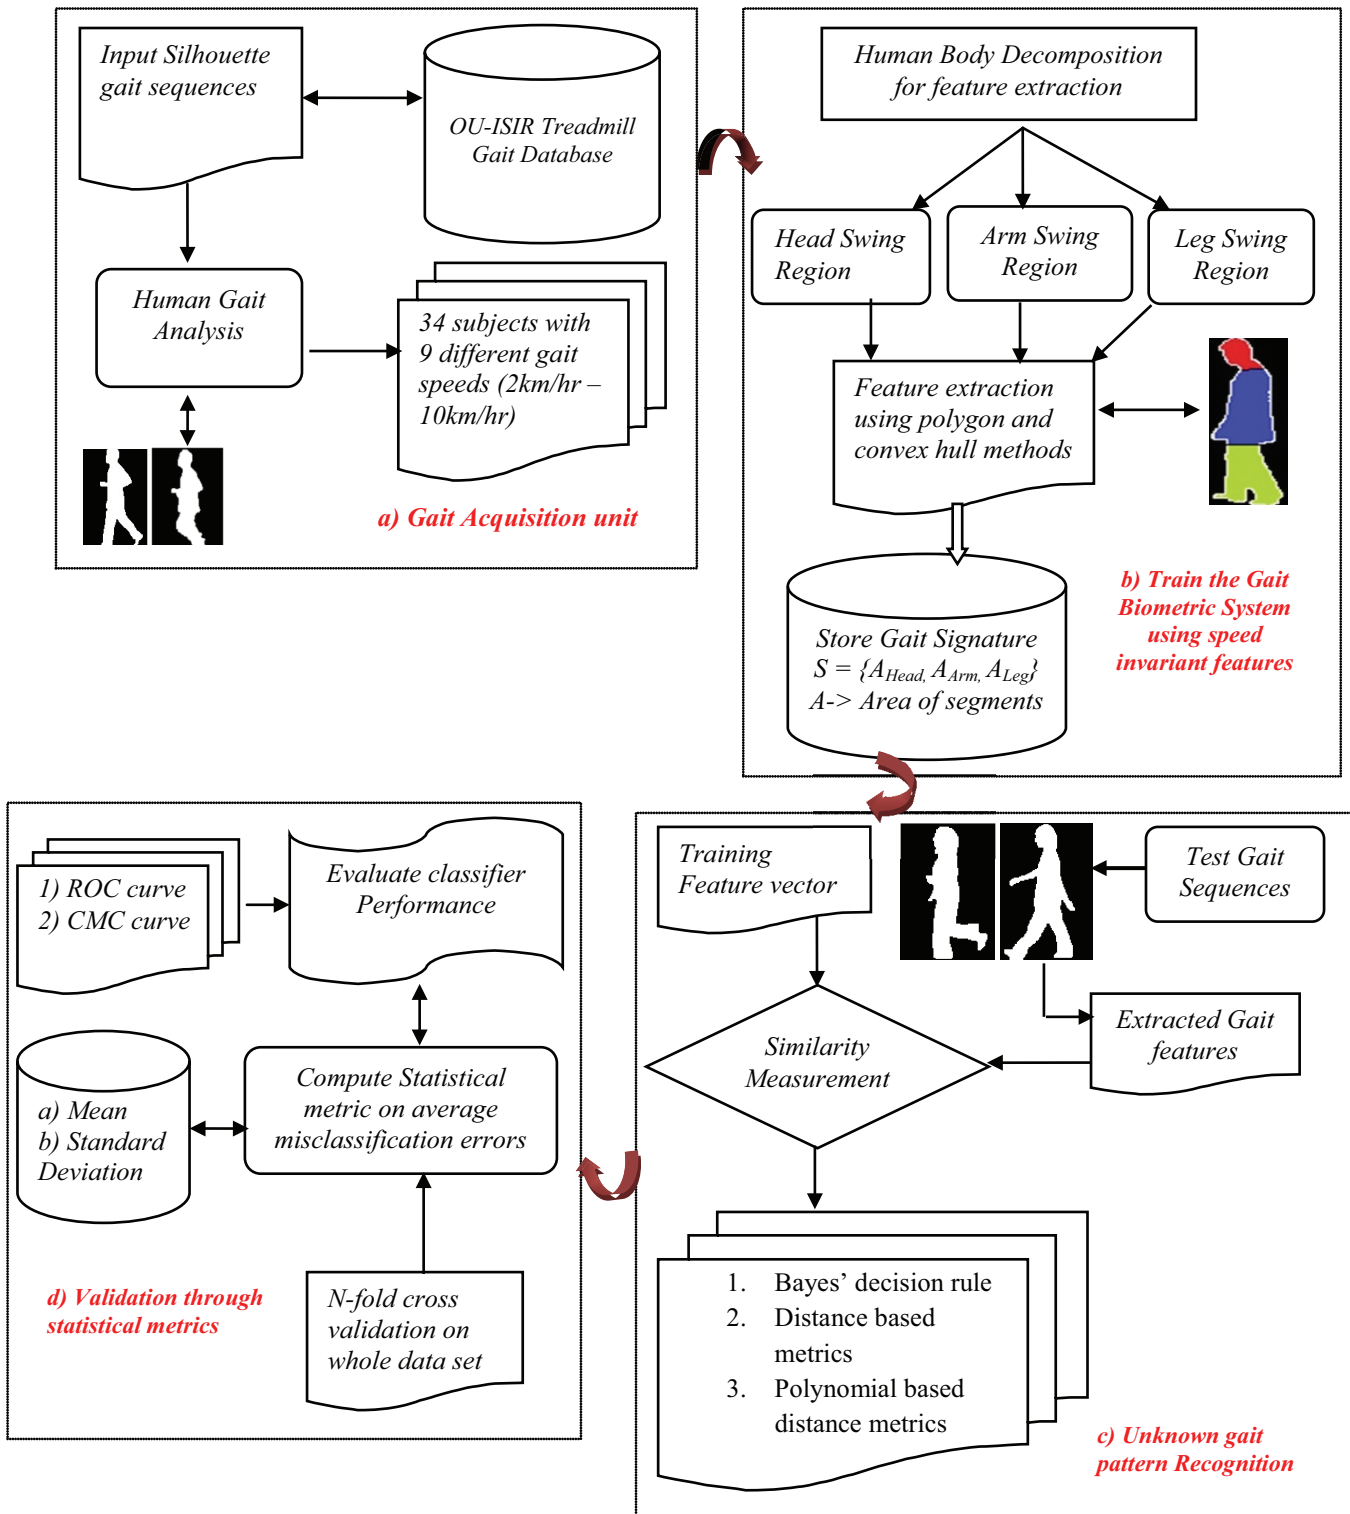 Input Silhouette
gait sequences
OU-ISIR Treadmill
Gait Database
Human Gait
Analysis
34 subjects with
9 different gait
speeds (2km/hr –
10km/hr)
a) Gait Acquisition unit
Human Body Decomposition
for feature extraction
Head Swing
Region
Arm Swing
Region
Leg Swing
Region
Feature extraction
using polygon and
convex hull methods
Store Gait Signature
S = {A_Head, A_Arm, A_Leg}
A-> Area of segments
b) Train the Gait
Biometric System
using speed
invariant features
Training
Feature vector
Test Gait
Sequences
Extracted Gait
features
Similarity
Measurement
1. Bayes’ decision rule
2. Distance based
metrics
3. Polynomial based
distance metrics
c) Unknown gait
pattern Recognition
1) ROC curve
2) CMC curve
Evaluate classifier
Performance
Compute Statistical
metric on average
misclassification errors
a) Mean
b) Standard
Deviation
N-fold cross
validation on
whole data set
d) Validation through
statistical metrics